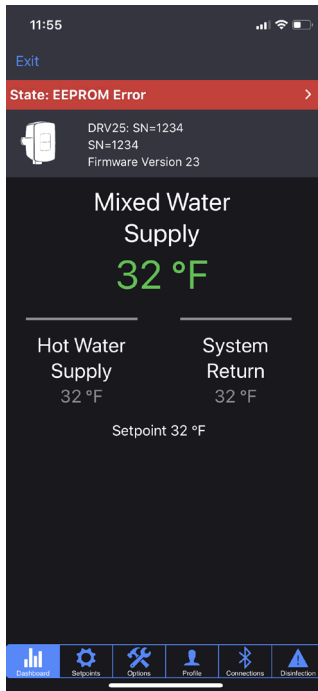 11:55
Exit
State: EEPROM Error
DRV25: SN=1234
SN=1234
Firmware Version 23
Mixed Water
Supply
32 °F
Hot Water
Supply
32 °F
System
Return
32 °F
Setpoint 32 °F
Dashboard
Setpoints
Options
Profile
Connections
Disinfection